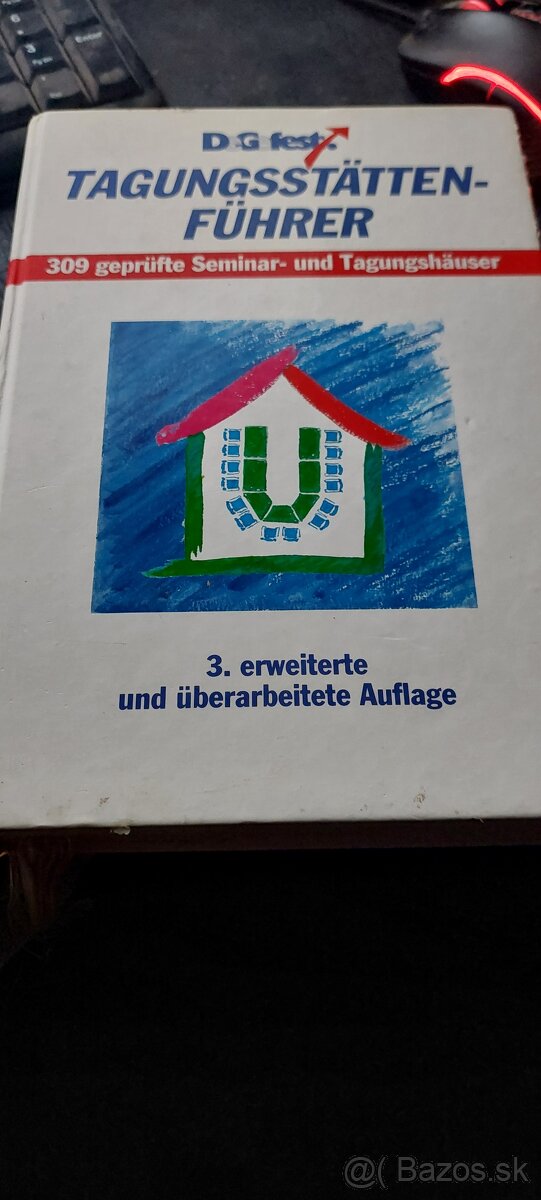 DeGefest
TAGUNGSSTÄTTEN-
FÜHRER
309 geprüfte Seminar- und Tagungshäuser
3. erweiterte
und überarbeitete Auflage
@( Bazos.sk